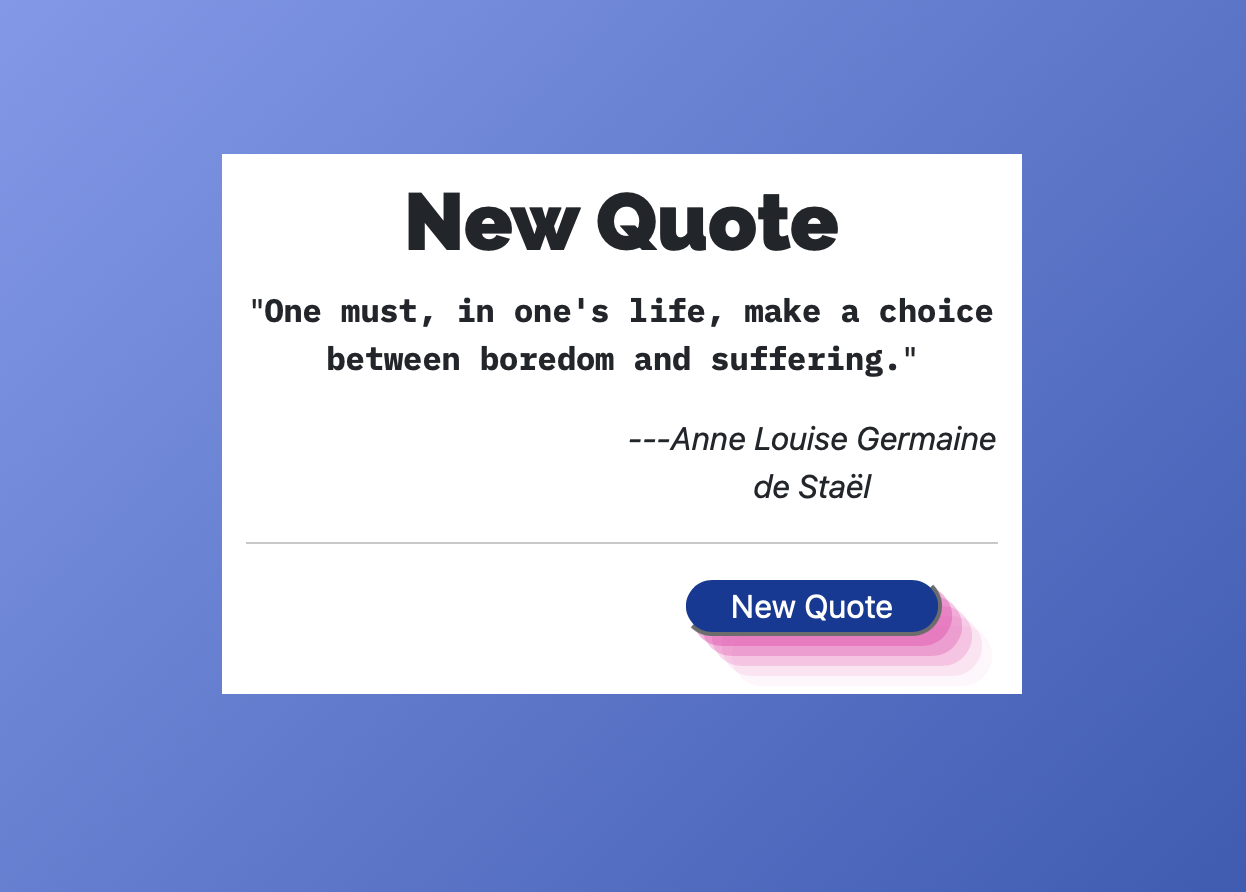 New Quote
"One must, in one's life, make a choice
between boredom and suffering."
---Anne Louise Germaine
de Staël
New Quote